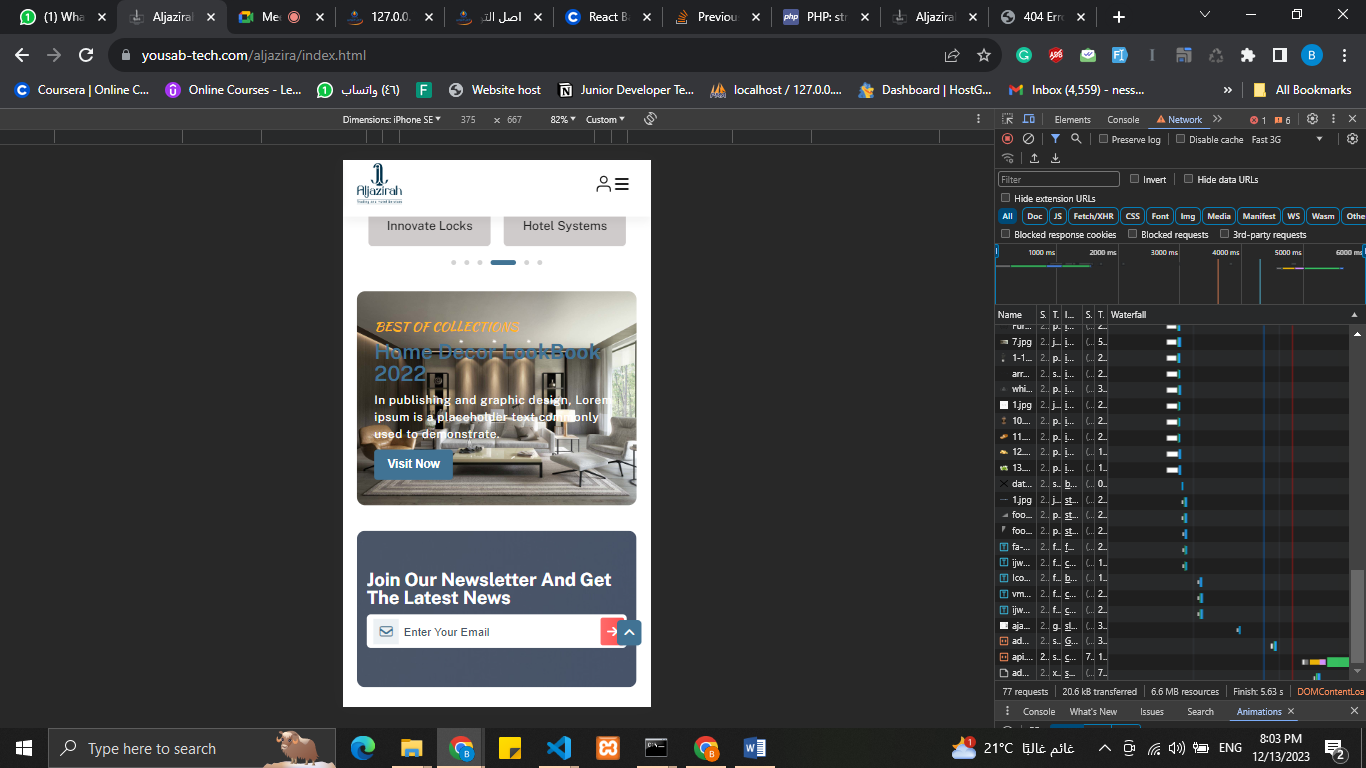 (1) Wha
Aljaziral
Mee
127.0.0.
اصل التر
React Ba
Previous
PHP: str
Aljaziral
404 Erro
yousab-tech.com/aljazira/index.html
Coursera | Online C...
Online Courses - Le...
(٤٦) واتساب
Website host
Junior Developer Te...
localhost / 127.0.0....
Dashboard | HostG...
Inbox (4,559) - ness...
»
All Bookmarks
Dimensions: iPhone SE
375
x
667
82%
Custom
Elements
Console
Network
»
1
6
Preserve log
Disable cache
Fast 3G
Filter
Invert
Hide data URLs
Hide extension URLs
All
Doc
JS
Fetch/XHR
CSS
Font
Img
Media
Manifest
WS
Wasm
Othe
Blocked response cookies
Blocked requests
3rd-party requests
1000 ms
2000 ms
3000 ms
4000 ms
5000 ms
6000 ms
Name
S.
T.
I...
S.
T.
Waterfall
7.jpg
1-1...
arr...
whi...
1.jpg
10....
11....
12....
13....
dat...
1.jpg
foo...
foo...
fa-...
ijw...
Ico...
vm...
ijw...
aja...
ad...
api....
ad...
77 requests
20.6 kB transferred
6.6 MB resources
Finish: 5.63 s
DOMContentLoa
Console
What's New
Issues
Search
Animations
Aljazirah
Innovate Locks
Hotel Systems
BEST OF COLLECTIONS
Home Decor LookBook
2022
In publishing and graphic design, Lorem
ipsum is a placeholder text commonly
used to demonstrate.
Visit Now
Join Our Newsletter And Get
The Latest News
Enter Your Email
Type here to search
21°C
غائم غالبًا
ENG
8:03 PM
12/13/2023
2